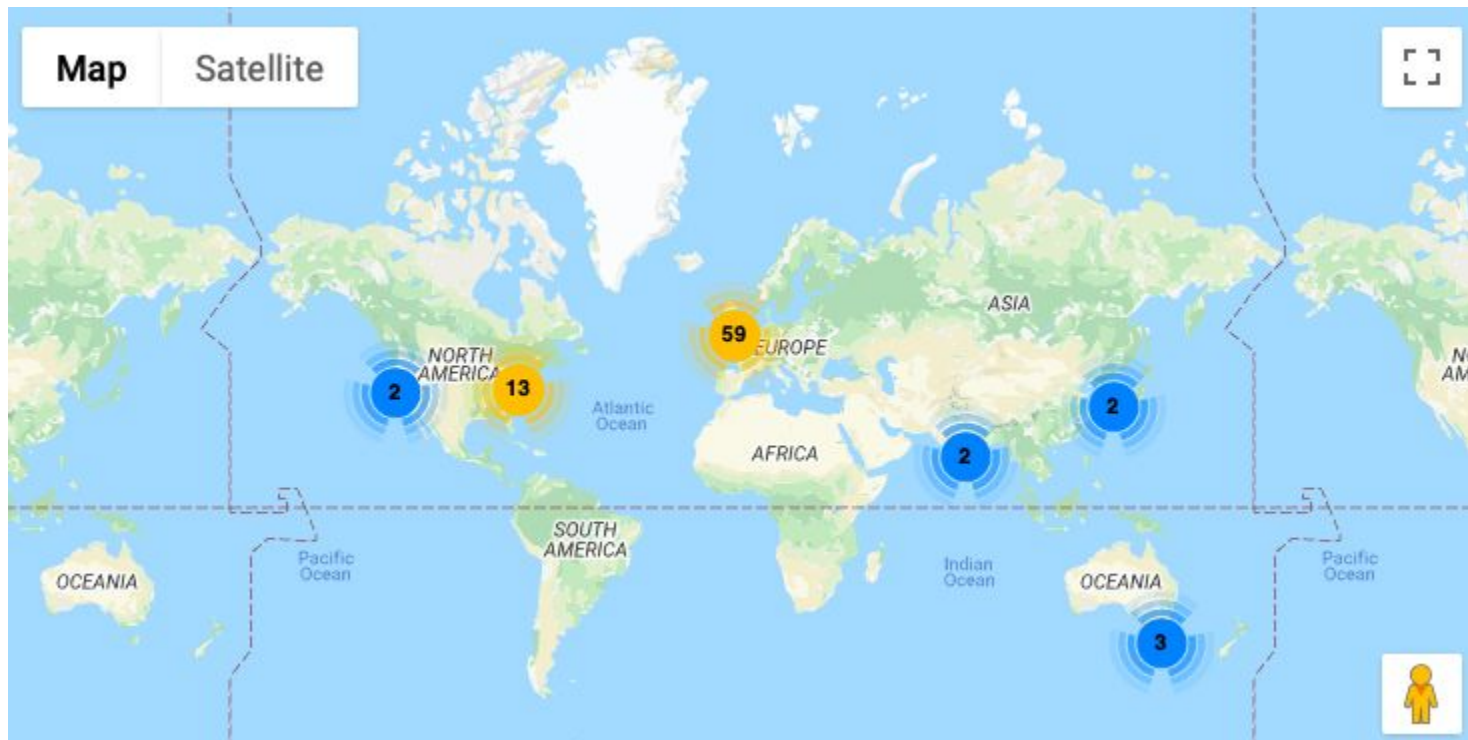 Map
Satellite
ASIA
59
EUROPE
NORTH
AMERICA
2
13
2
Atlantic
Ocean
AFRICA
2
SOUTH
AMERICA
Pacific
Ocean
Indian
Ocean
OCEANIA
OCEANIA
Pacific
Ocean
3
N
AM